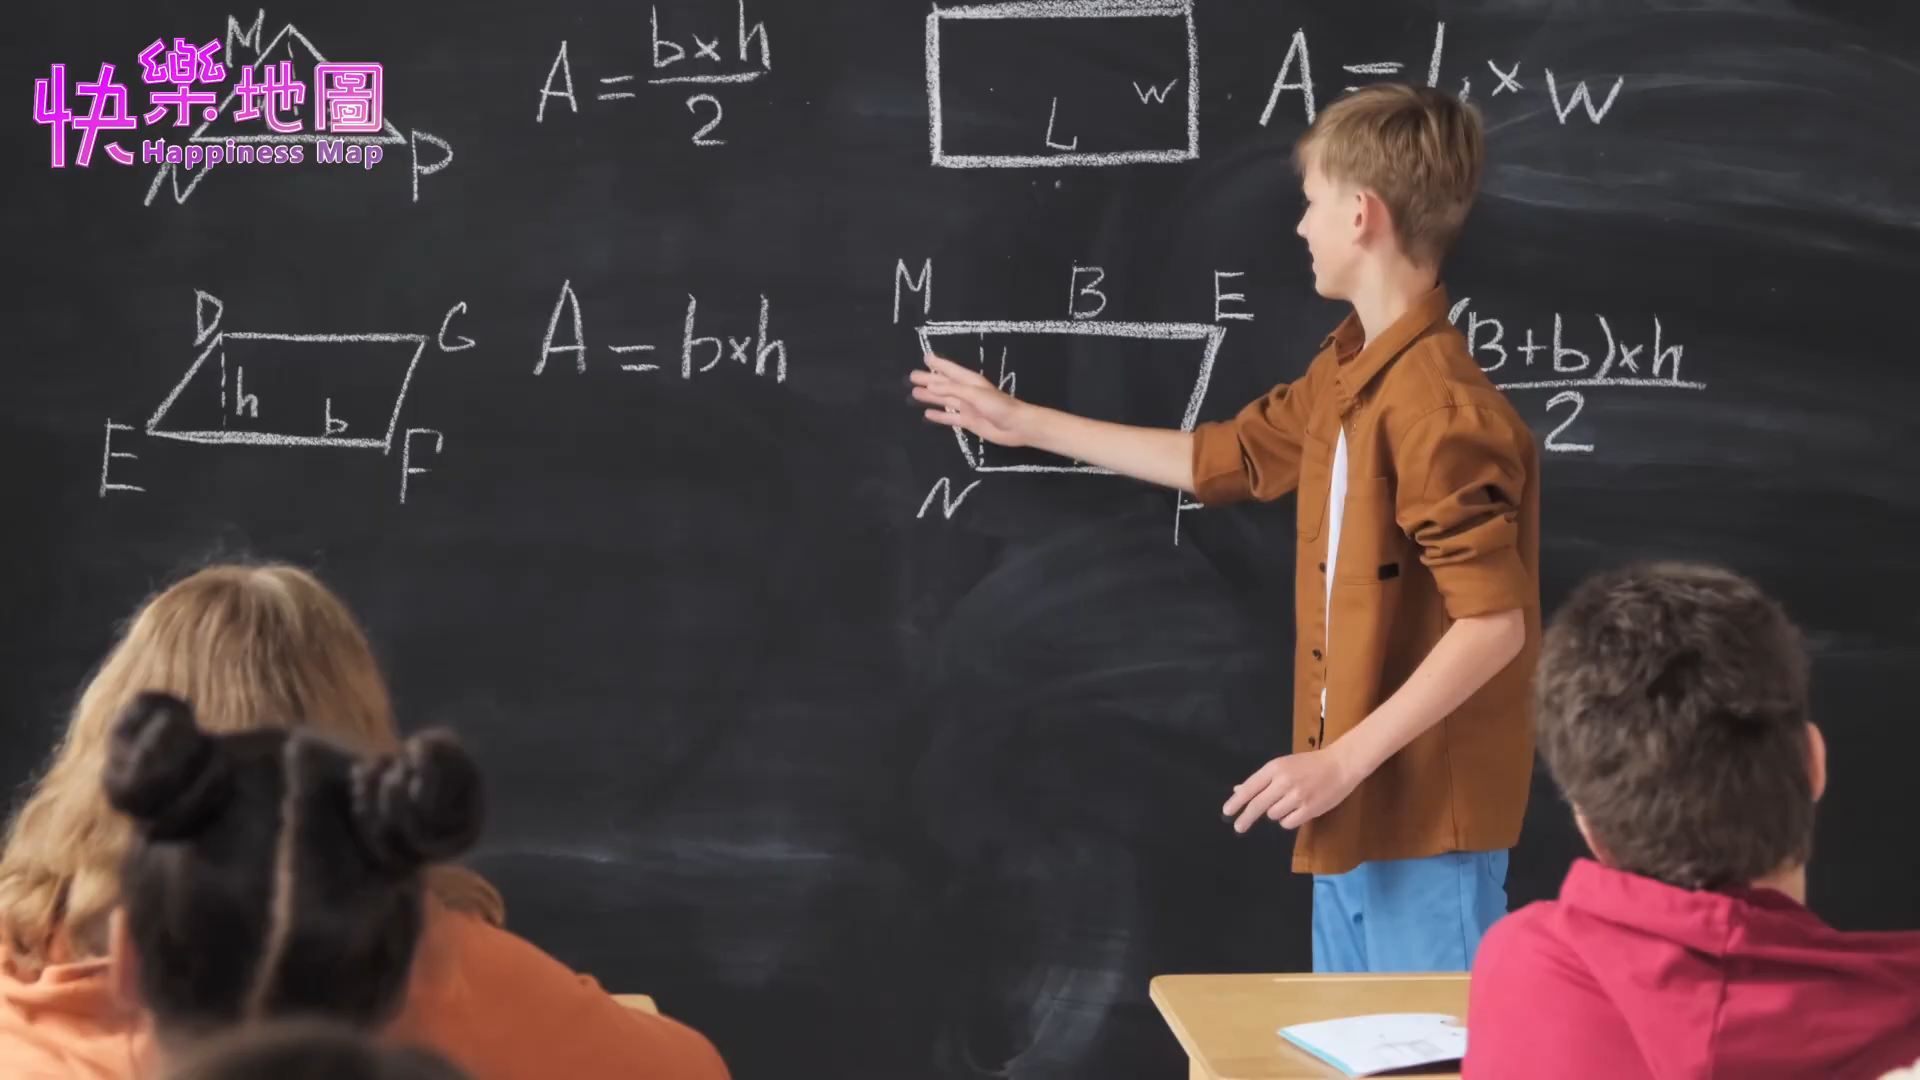 快樂地圖
Happiness Map
M
N
P
A = b×h
2
L
W
A = L × W
D
G
h
b
E
F
A = b×h
M
B
E
h
N
F
(B+b)×h
2